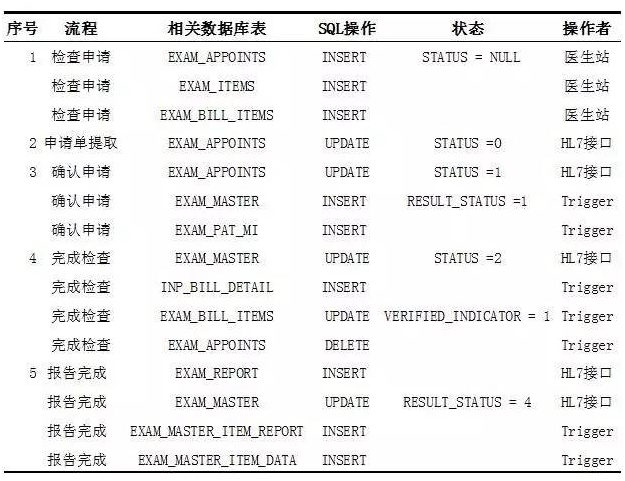 序号 流程 相关数据库表 SQL操作 状态 操作者
1 检查申请 EXAM_APPOINTS INSERT STATUS = NULL 医生站
检查申请 EXAM_ITEMS INSERT 医生站
检查申请 EXAM_BILL_ITEMS INSERT 医生站
2 申请单提取 EXAM_APPOINTS UPDATE STATUS =0 HL7接口
3 确认申请 EXAM_APPOINTS UPDATE STATUS =1 HL7接口
确认申请 EXAM_MASTER INSERT RESULT_STATUS =1 Trigger
确认申请 EXAM_PAT_MI INSERT Trigger
4 完成检查 EXAM_MASTER UPDATE STATUS =2 HL7接口
完成检查 INP_BILL_DETAIL INSERT Trigger
完成检查 EXAM_BILL_ITEMS UPDATE VERIFIED_INDICATOR = 1 Trigger
完成检查 EXAM_APPOINTS DELETE Trigger
5 报告完成 EXAM_REPORT INSERT HL7接口
报告完成 EXAM_MASTER UPDATE RESULT_STATUS = 4 HL7接口
报告完成 EXAM_MASTER_ITEM_REPORT INSERT Trigger
报告完成 EXAM_MASTER_ITEM_DATA INSERT Trigger